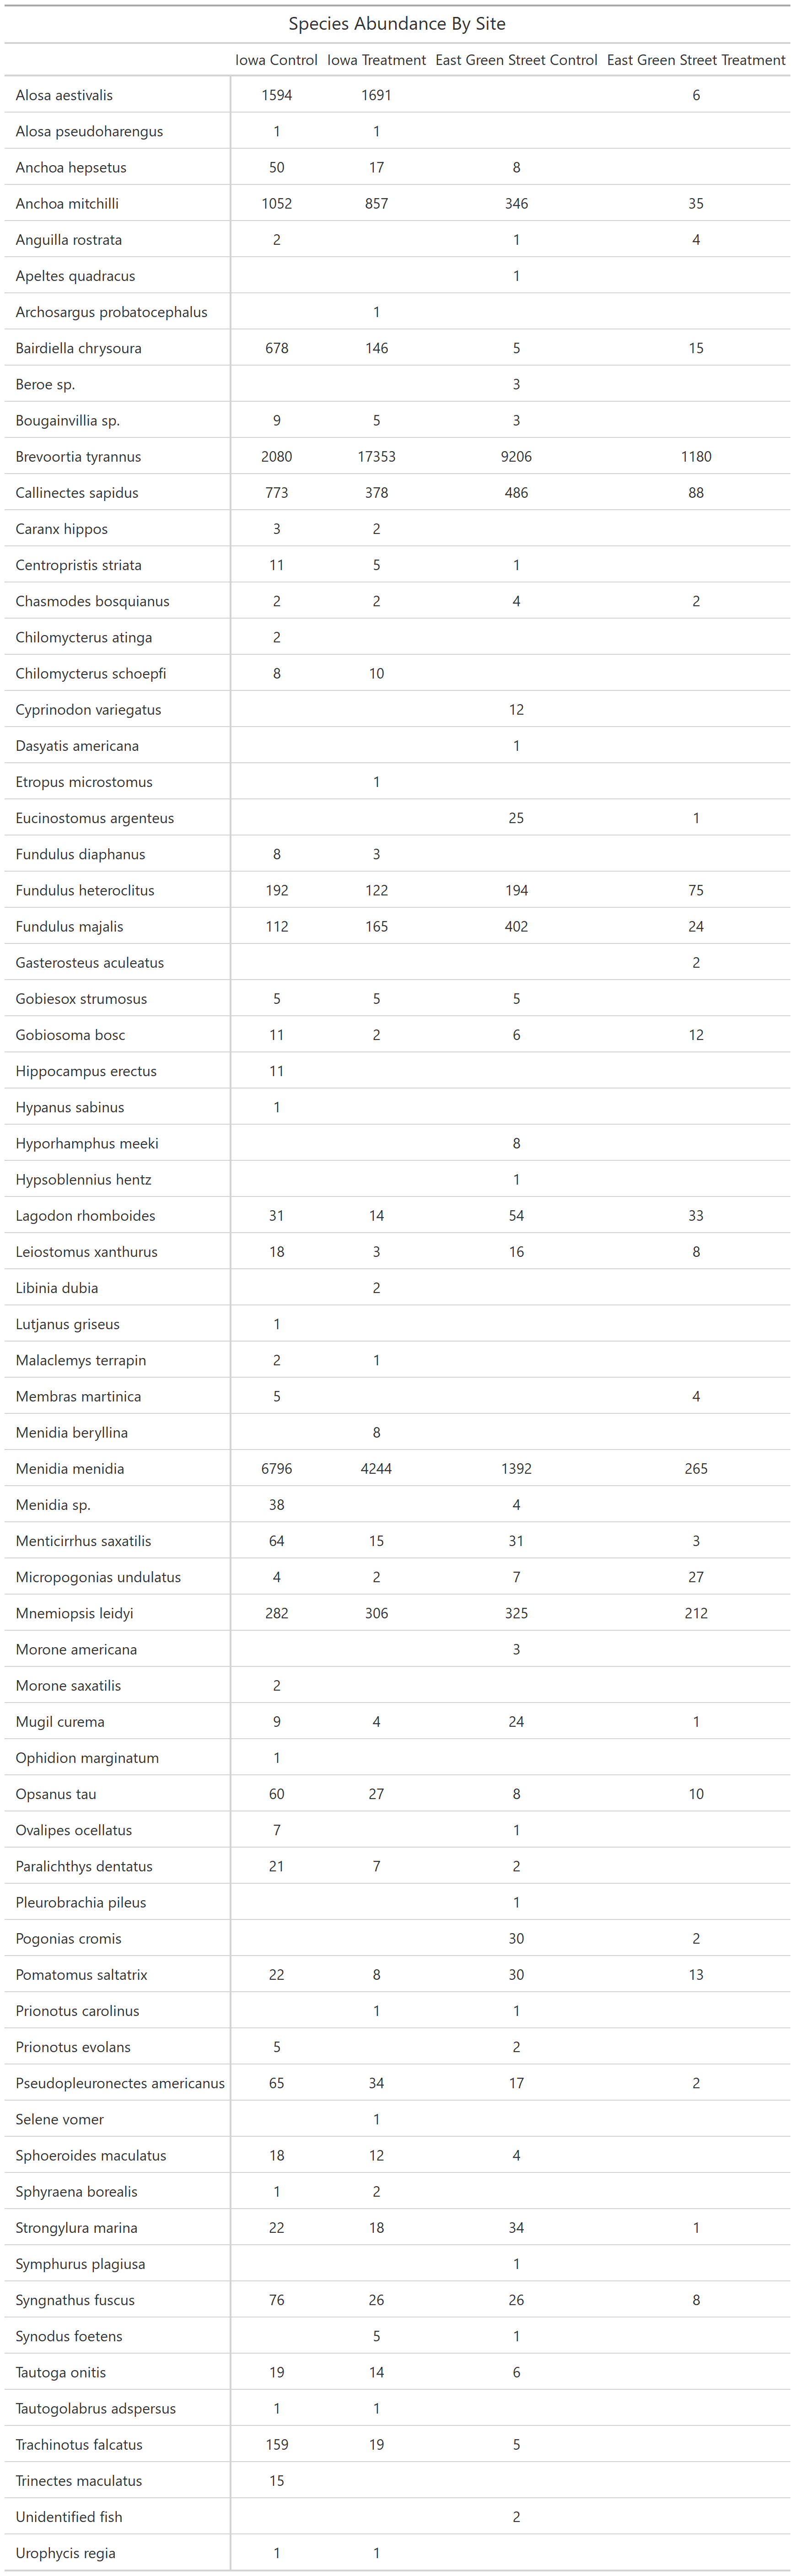 Species Abundance By Site
Iowa Control Iowa Treatment East Green Street Control East Green Street Treatment
Alosa aestivalis 1594 1691 6
Alosa pseudoharengus 1 1
Anchoa hepsetus 50 17 8
Anchoa mitchilli 1052 857 346 35
Anguilla rostrata 2 1 4
Apeltes quadracus 1
Archosargus probatocephalus 1
Bairdiella chrysoura 678 146 5 15
Beroe sp. 3
Bougainvillia sp. 9 5 3
Brevoortia tyrannus 2080 17353 9206 1180
Callinectes sapidus 773 378 486 88
Caranx hippos 3 2
Centropristis striata 11 5 1
Chasmodes bosquianus 2 2 4 2
Chilomycterus atinga 2
Chilomycterus schoepfi 8 10
Cyprinodon variegatus 12
Dasyatis americana 1
Etropus microstomus 1
Eucinostomus argenteus 25 1
Fundulus diaphanus 8 3
Fundulus heteroclitus 192 122 194 75
Fundulus majalis 112 165 402 24
Gasterosteus aculeatus 2
Gobiesox strumosus 5 5 5
Gobiosoma bosc 11 2 6 12
Hippocampus erectus 11
Hypanus sabinus 1
Hyporhamphus meeki 8
Hypsoblennius hentz 1
Lagodon rhomboides 31 14 54 33
Leiostomus xanthurus 18 3 16 8
Libinia dubia 2
Lutjanus griseus 1
Malaclemys terrapin 2 1
Membras martinica 5 4
Menidia beryllina 8
Menidia menidia 6796 4244 1392 265
Menidia sp. 38 4
Menticirrhus saxatilis 64 15 31 3
Micropogonias undulatus 4 2 7 27
Mnemiopsis leidyi 282 306 325 212
Morone americana 3
Morone saxatilis 2
Mugil curema 9 4 24 1
Ophidion marginatum 1
Opsanus tau 60 27 8 10
Ovalipes ocellatus 7 1
Paralichthys dentatus 21 7 2
Pleurobrachia pileus 1
Pogonias cromis 30 2
Pomatomus saltatrix 22 8 30 13
Prionotus carolinus 1 1
Prionotus evolans 5 2
Pseudopleuronectes americanus 65 34 17 2
Selene vomer 1
Sphoeroides maculatus 18 12 4
Sphyraena borealis 1 2
Strongylura marina 22 18 34 1
Symphurus plagiusa 1
Syngnathus fuscus 76 26 26 8
Synodus foetens 5 1
Tautoga onitis 19 14 6
Tautogolabrus adspersus 1 1
Trachinotus falcatus 159 19 5
Trinectes maculatus 15
Unidentified fish 2
Urophycis regia 1 1